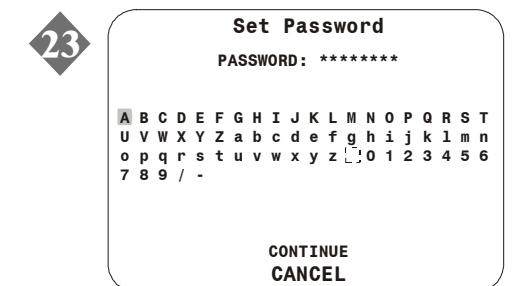 23
Set Password
PASSWORD: ********
A B C D E F G H I J K L M N O P Q R S T
U V W X Y Z a b c d e f g h i j k l m n
o p q r s t u v w x y z 0 1 2 3 4 5 6
7 8 9 / -
CONTINUE
CANCEL